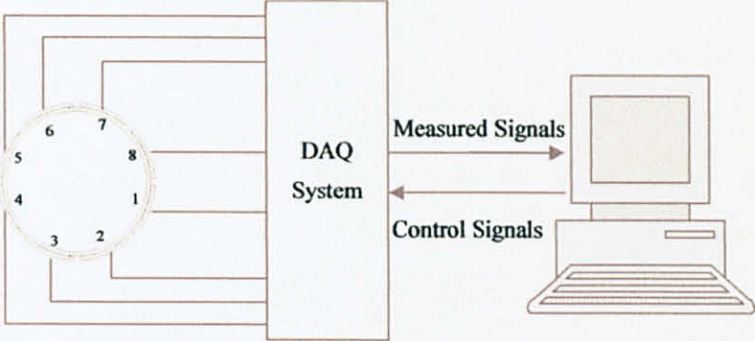 6 7
5 8
4 1
3 2
DAQ
System
Measured Signals
Control Signals